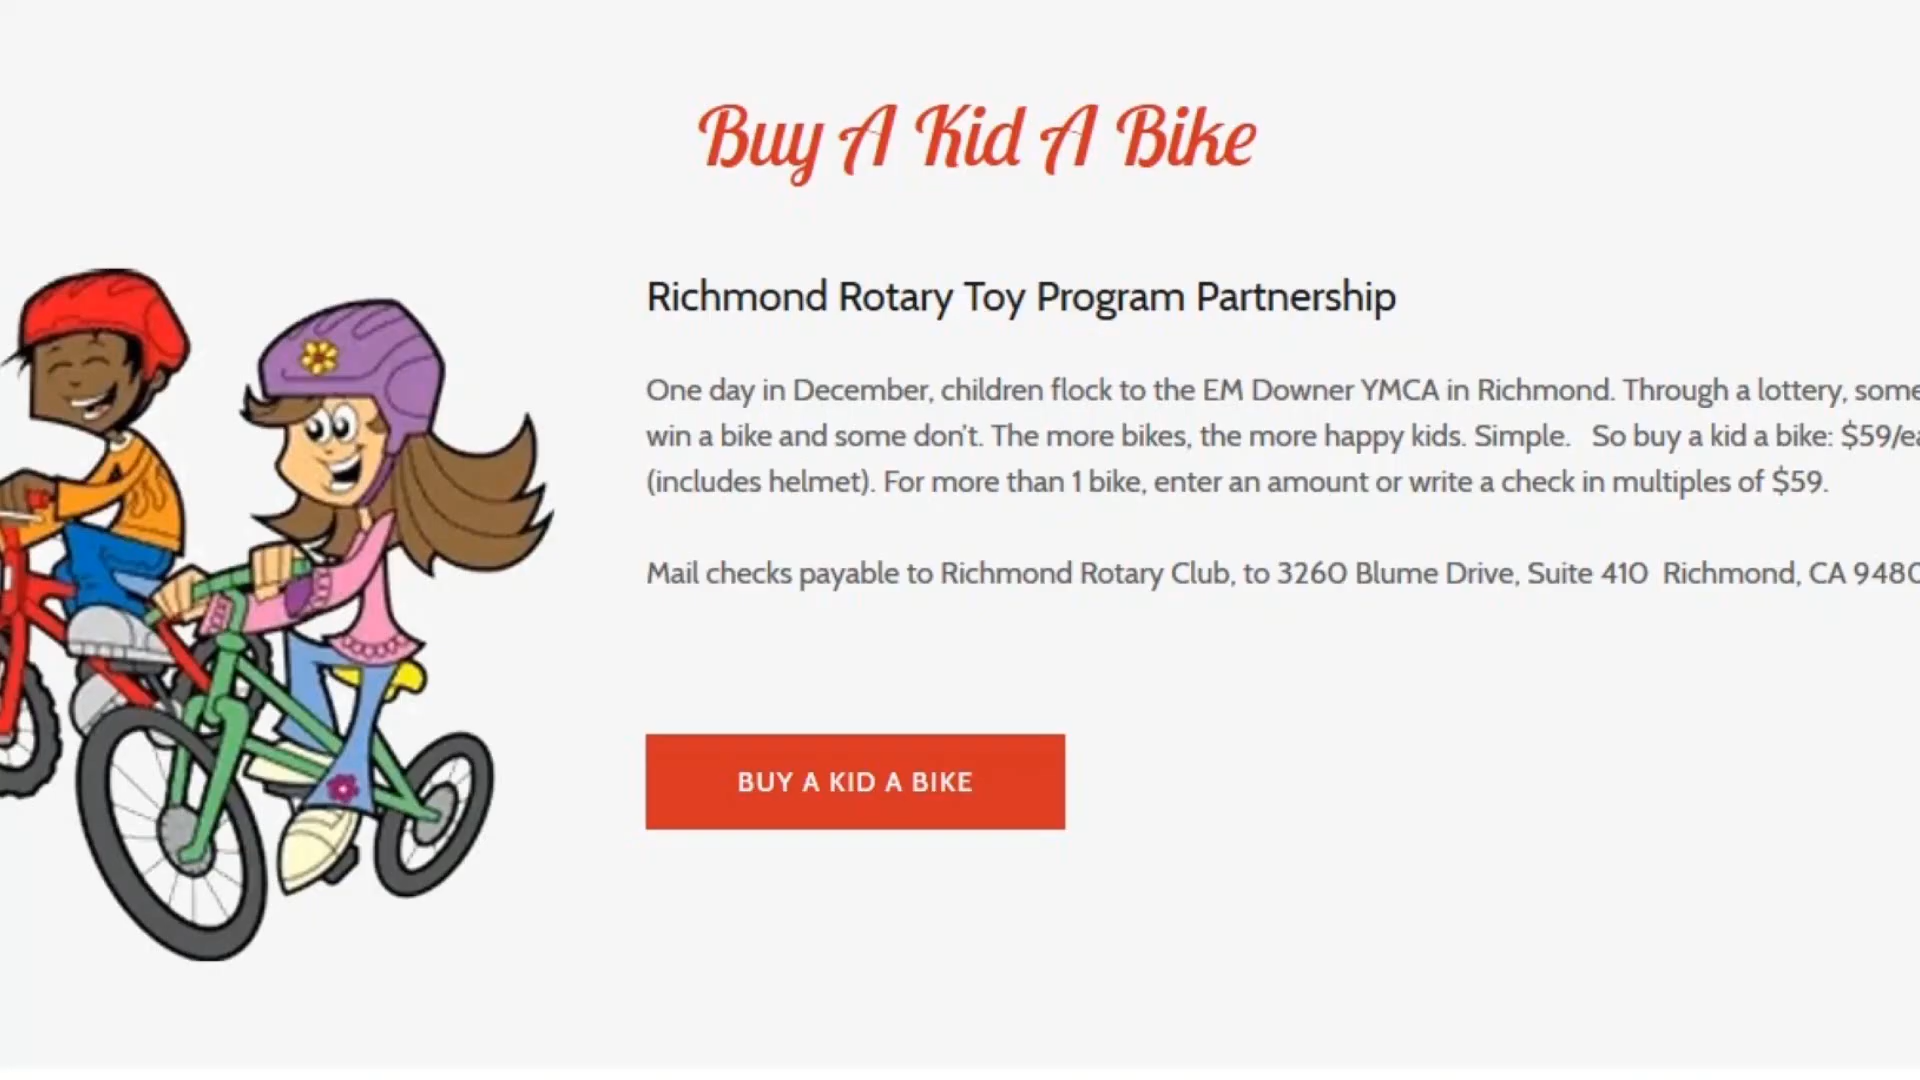 Buy A Kid A Bike
Richmond Rotary Toy Program Partnership
One day in December, children flock to the EM Downer YMCA in Richmond. Through a lottery, some
win a bike and some don't. The more bikes, the more happy kids. Simple. So buy a kid a bike:
(includes helmet). For more than 1 bike, enter an amount or write a check in multiples of $59.
Mail checks payable to Richmond Rotary Club, to 3260 Blume Drive, Suite 410 Richmond, CA
BUY A KID A BIKE